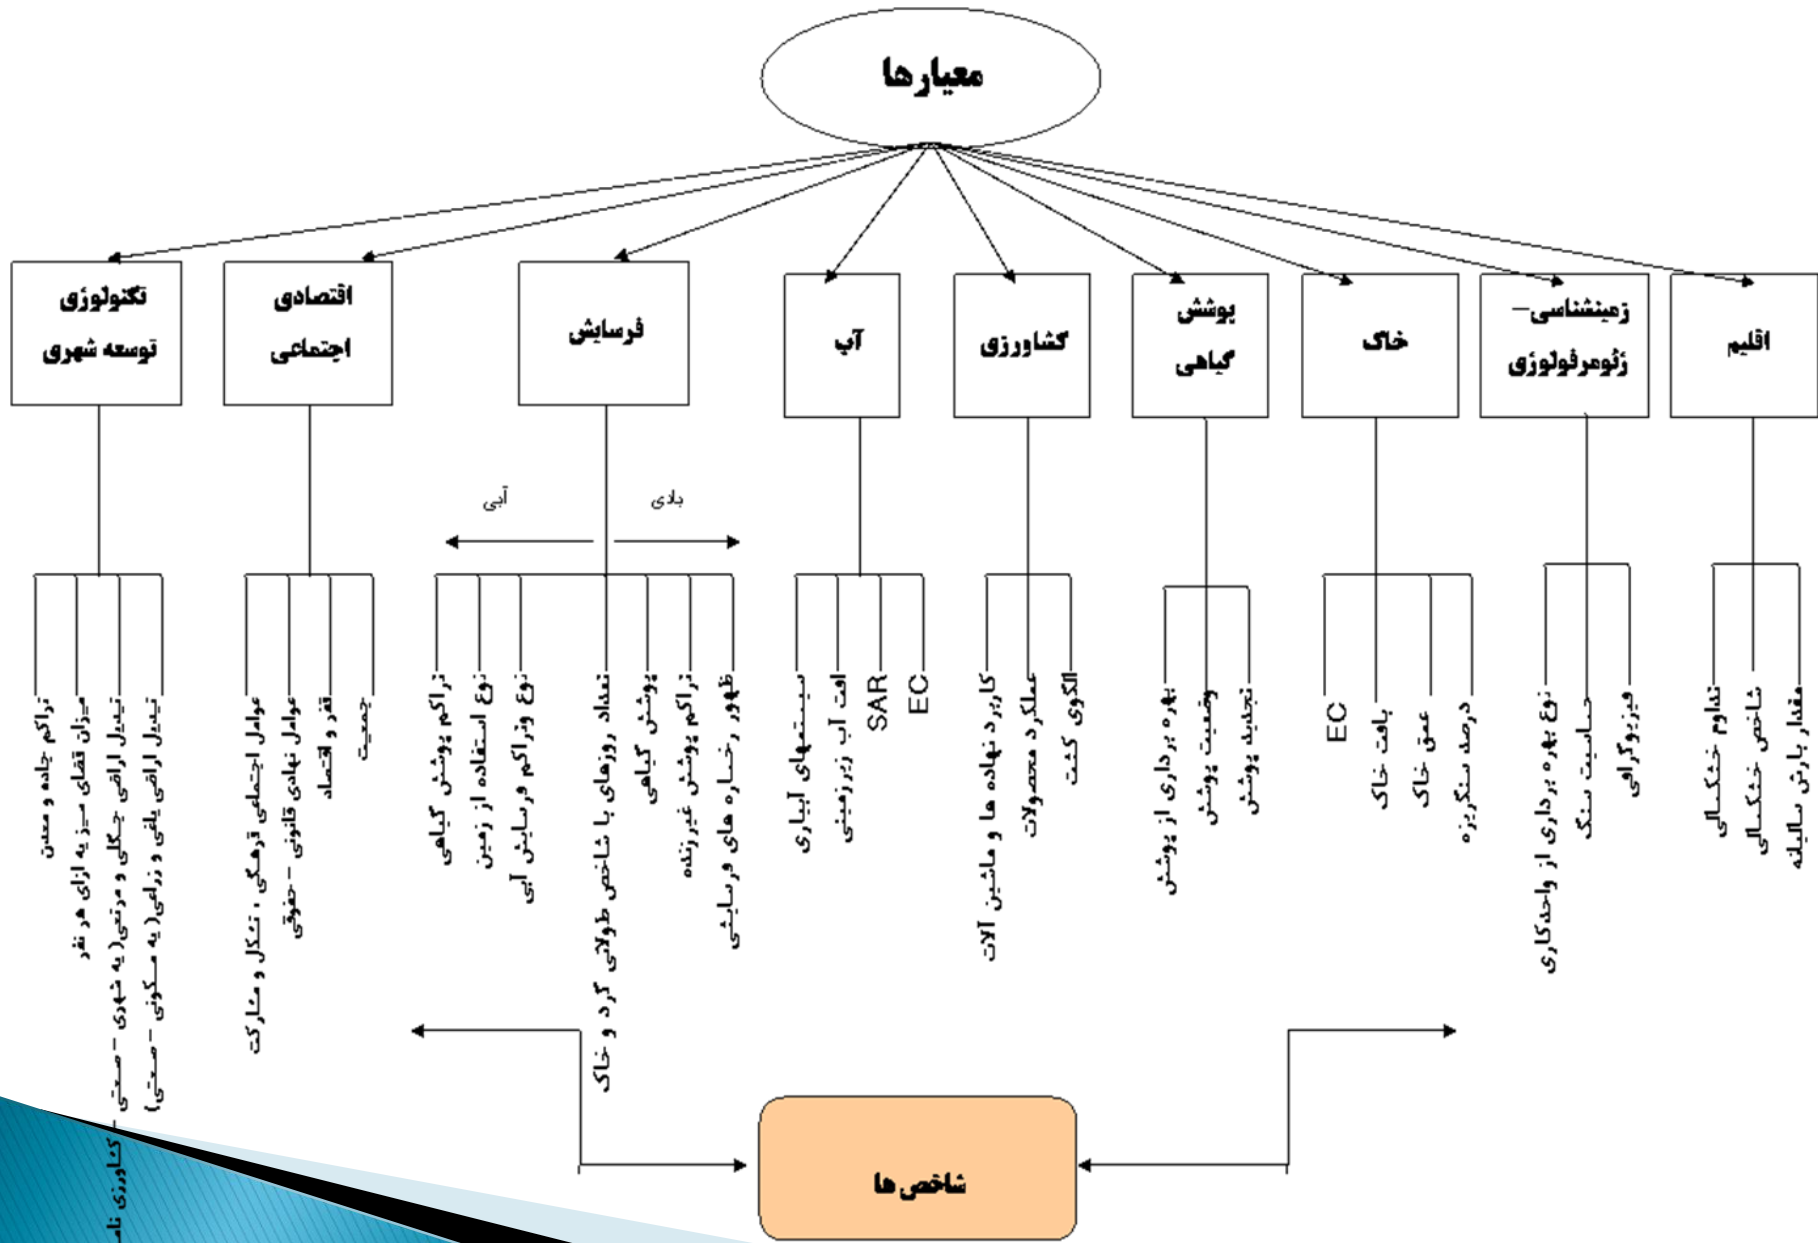 معیارها
اقلیم
زمینشناسی–
ژئومرفولوژی
خاک
پوشش
گیاهی
کشاورزی
آب
فرسایش
اقتصادی
اجتماعی
تکنولوژی
توسعه شهری
بادی
آبی
مقدار بارش سالیانه
شاخص خشکسالی
تداوم خشکسالی
فیزیوگرافی
حساسیت سنگ
نوع بهره برداری از واحدکاری
درصد سنگریزه
عمق خاک
بافت خاک
EC
تجدید پوشش
وضعیت پوشش
بهره برداری از پوشش
الگوی کشت
عملکرد محصولات
کاربرد نهاده ها و ماشین آلات
EC
SAR
افت آب زیرزمینی
سیستمهای آبیاری
ظهور رخساره های فرسایشی
تراکم پوشش غیرزنده
پوشش گیاهی
تعداد روزهای با شاخص طولانی گرد و خاک
نوع وتراکم فرسایش آبی
نوع استفاده از زمین
تراکم پوشش گیاهی
جمعیت
فقر و اقتصاد
عوامل نهادی قانونی - حقوقی
عوامل اجتماعی فرهنگی ، تشکل و مشارکت
تبدیل اراضی باغی و زراعی( به مسکونی - صنعتی)
تبدیل اراضی جنگلی و مرتعی( به شهری - صنعتی - کشاورزی
میزان فضای سبز به ازای هر نفر
تراکم جاده و معدن
شاخص ها